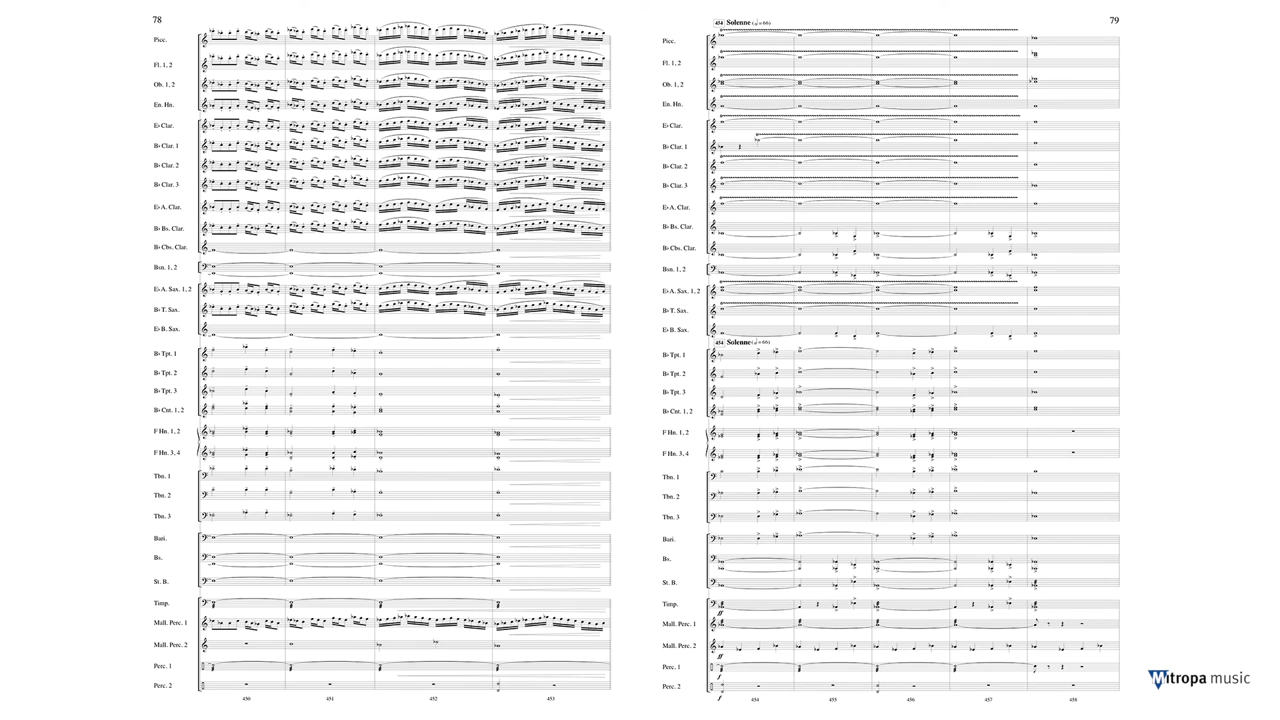 78
Picc.
Fl. 1, 2
Ob. 1, 2
En. Hn.
E♭ Clar.
B♭ Clar. 1
B♭ Clar. 2
B♭ Clar. 3
E♭ A. Clar.
B♭ Bs. Clar.
B♭ Cbs. Clar.
Bsn. 1, 2
E♭ A. Sax. 1, 2
B♭ T. Sax.
E♭ B. Sax.
B♭ Tpt. 1
B♭ Tpt. 2
B♭ Tpt. 3
B♭ Cnt. 1, 2
F Hn. 1, 2
F Hn. 3, 4
Tbn. 1
Tbn. 2
Tbn. 3
Bari.
Bs.
St. B.
Timp.
Mall. Perc. 1
Mall. Perc. 2
Perc. 1
Perc. 2
450 451 452 453
79
454 Solenne (𝅗𝅥=66)
Picc.
Fl. 1, 2
Ob. 1, 2
En. Hn.
E♭ Clar.
B♭ Clar. 1
B♭ Clar. 2
B♭ Clar. 3
E♭ A. Clar.
B♭ Bs. Clar.
B♭ Cbs. Clar.
Bsn. 1, 2
E♭ A. Sax. 1, 2
B♭ T. Sax.
E♭ B. Sax.
454 Solenne (𝅗𝅥=66)
B♭ Tpt. 1
B♭ Tpt. 2
B♭ Tpt. 3
B♭ Cnt. 1, 2
F Hn. 1, 2
F Hn. 3, 4
Tbn. 1
Tbn. 2
Tbn. 3
Bari.
Bs.
St. B.
Timp.
ff
Mall. Perc. 1
Mall. Perc. 2
ff
Perc. 1
f
Perc. 2
f
454 455 456 457 458
Mitropa music